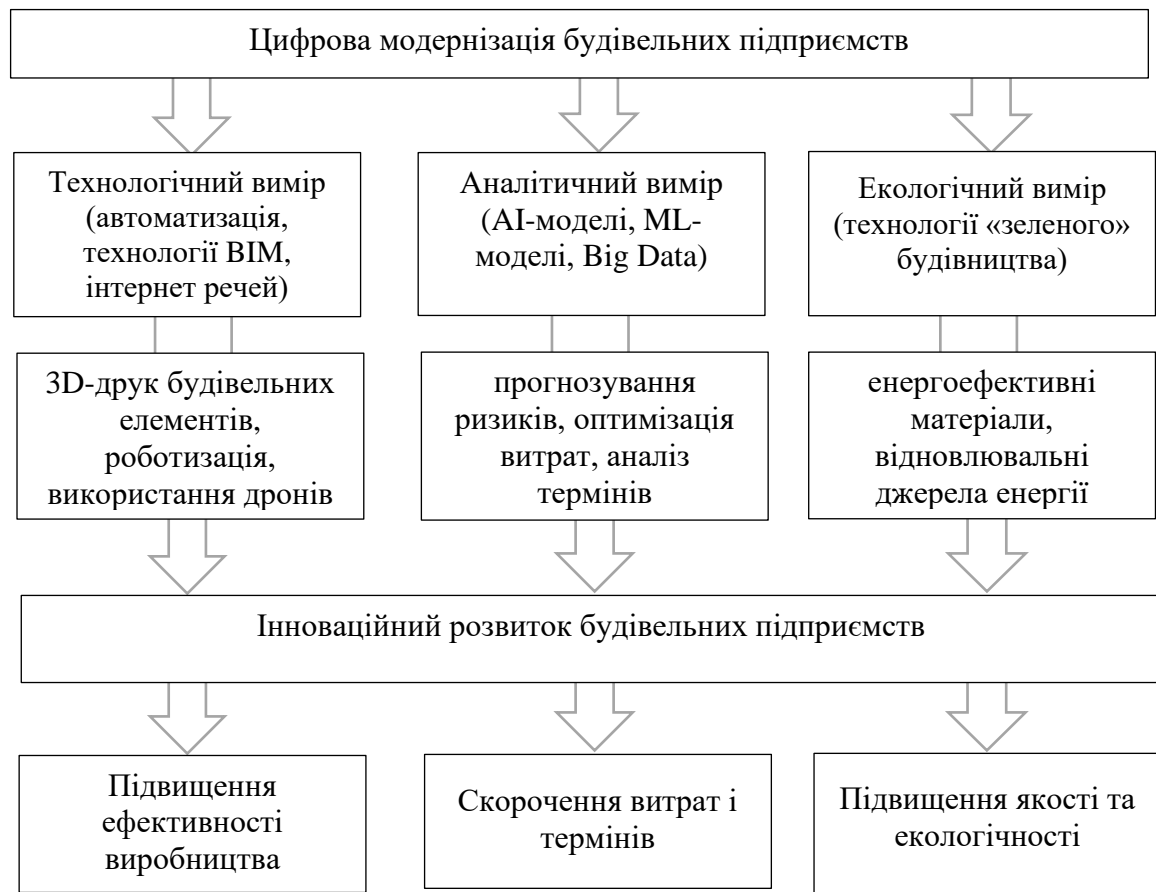 Цифрова модернізація будівельних підприємств
Технологічний вимір
(автоматизація,
технології BIM,
інтернет речей)
Аналітичний вимір
(AI-моделі, ML-
моделі, Big Data)
Екологічний вимір
(технології «зеленого»
будівництва)
3D-друк будівельних
елементів,
роботизація,
використання дронів
прогнозування
ризиків, оптимізація
витрат, аналіз
термінів
енергоефективні
матеріали,
відновлювальні
джерела енергії
Інноваційний розвиток будівельних підприємств
Підвищення
ефективності
виробництва
Скорочення витрат і
термінів
Підвищення якості та
екологічності